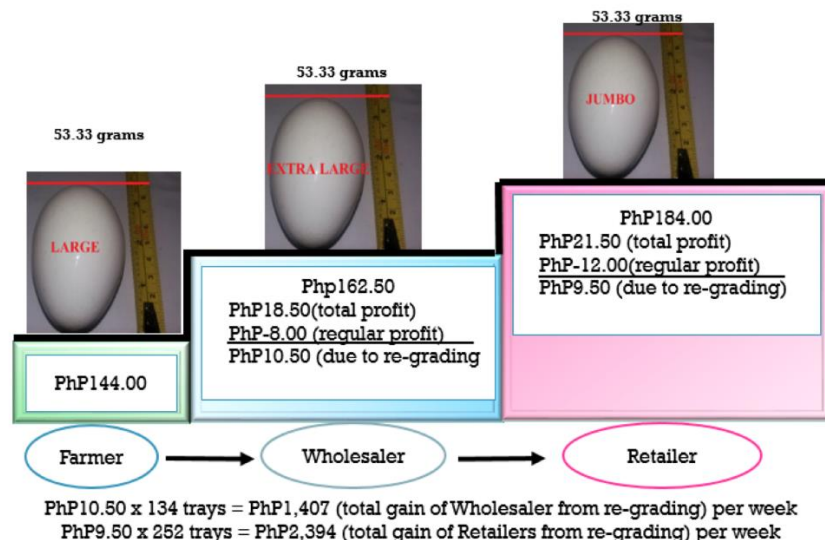 53.33 grams
53.33 grams
53.33 grams
LARGE
EXTRA LARGE
JUMBO
PhP144.00
Php162.50
PhP18.50(total profit)
PhP-8.00 (regular profit)
PhP10.50 (due to re-grading
PhP184.00
PhP21.50 (total profit)
PhP-12.00(regular profit)
PhP9.50 (due to re-grading)
Farmer
Wholesaler
Retailer
PhP10.50 x 134 trays = PhP1,407 (total gain of Wholesaler from re-grading) per week
PhP9.50 x 252 trays = PhP2,394 (total gain of Retailers from re-grading) per week